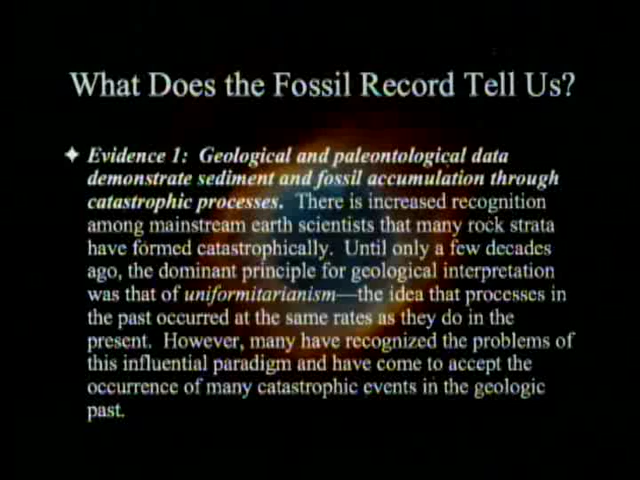 What Does the Fossil Record Tell Us?
✦ Evidence 1: Geological and paleontological data
demonstrate sediment and fossil accumulation through
catastrophic processes. There is increased recognition
among mainstream earth scientists that many rock strata
have formed catastrophically. Until only a few decades
ago, the dominant principle for geological interpretation
was that of uniformitarianism—the idea that processes in
the past occurred at the same rates as they do in the
present. However, many have recognized the problems of
this influential paradigm and have come to accept the
occurrence of many catastrophic events in the geologic
past.